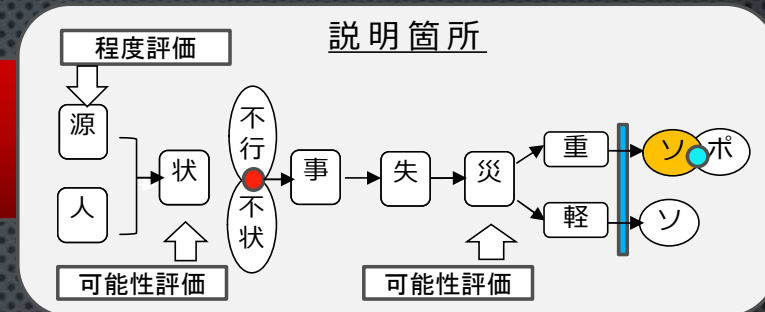 説明箇所
程度評価
源
人
状
不
行
不
状
事
失
災
重
軽
ソ
ポ
ソ
可能性評価
可能性評価